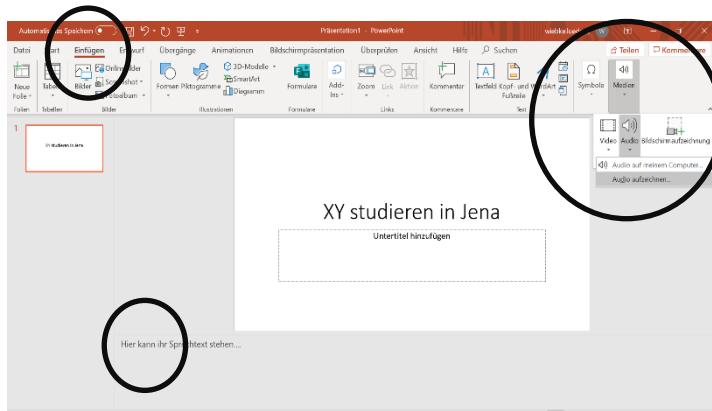 Automatisches Speichern
Präsentation1 - PowerPoint
W
Datei Start Einfügen Entwurf Übergänge Animationen Bildschirmpräsentation Überprüfen Ansicht Hilfe Suchen Teilen Kommentare
Neue Folie Tabelle Bilder Onlinebilder Screenshot Fotoalbum Formen Piktogramme 3D-Modelle SmartArt Diagramm Formulare Add-Ins Zoom Link Aktion Kommentar Textfeld Kopf- und Fußzeile WordArt Symbole Medien
Folien Tabellen Bilder Illustrationen Formulare Links Kommentare Text
Video Audio Bildschirmaufzeichnung
Audio auf meinem Computer...
Audio aufzeichnen...
1
XY studieren in Jena
XY studieren in Jena
Untertitel hinzufügen
Hier kann ihr Sprechtext stehen....